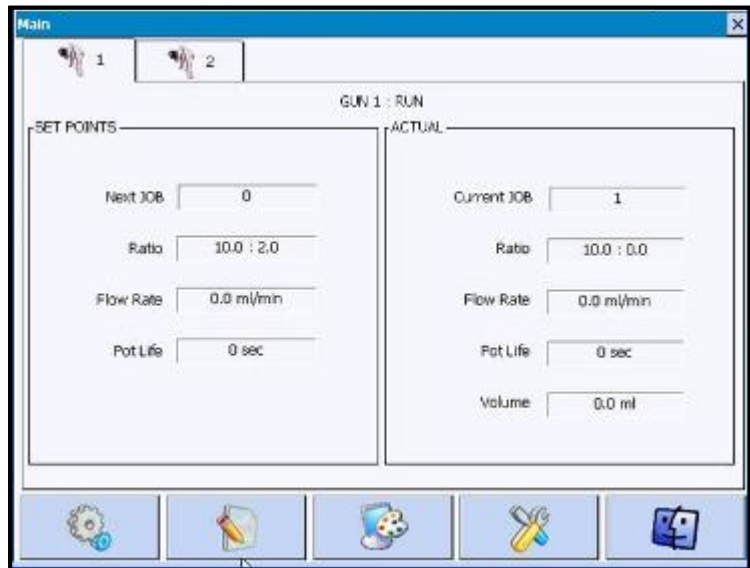 Main
1
2
GUN 1 : RUN
SET POINTS
Next JOB 0
Ratio 10.0 : 2.0
Flow Rate 0.0 ml/min
Pot Life 0 sec
ACTUAL
Current JOB 1
Ratio 10.0 : 0.0
Flow Rate 0.0 ml/min
Pot Life 0 sec
Volume 0.0 ml